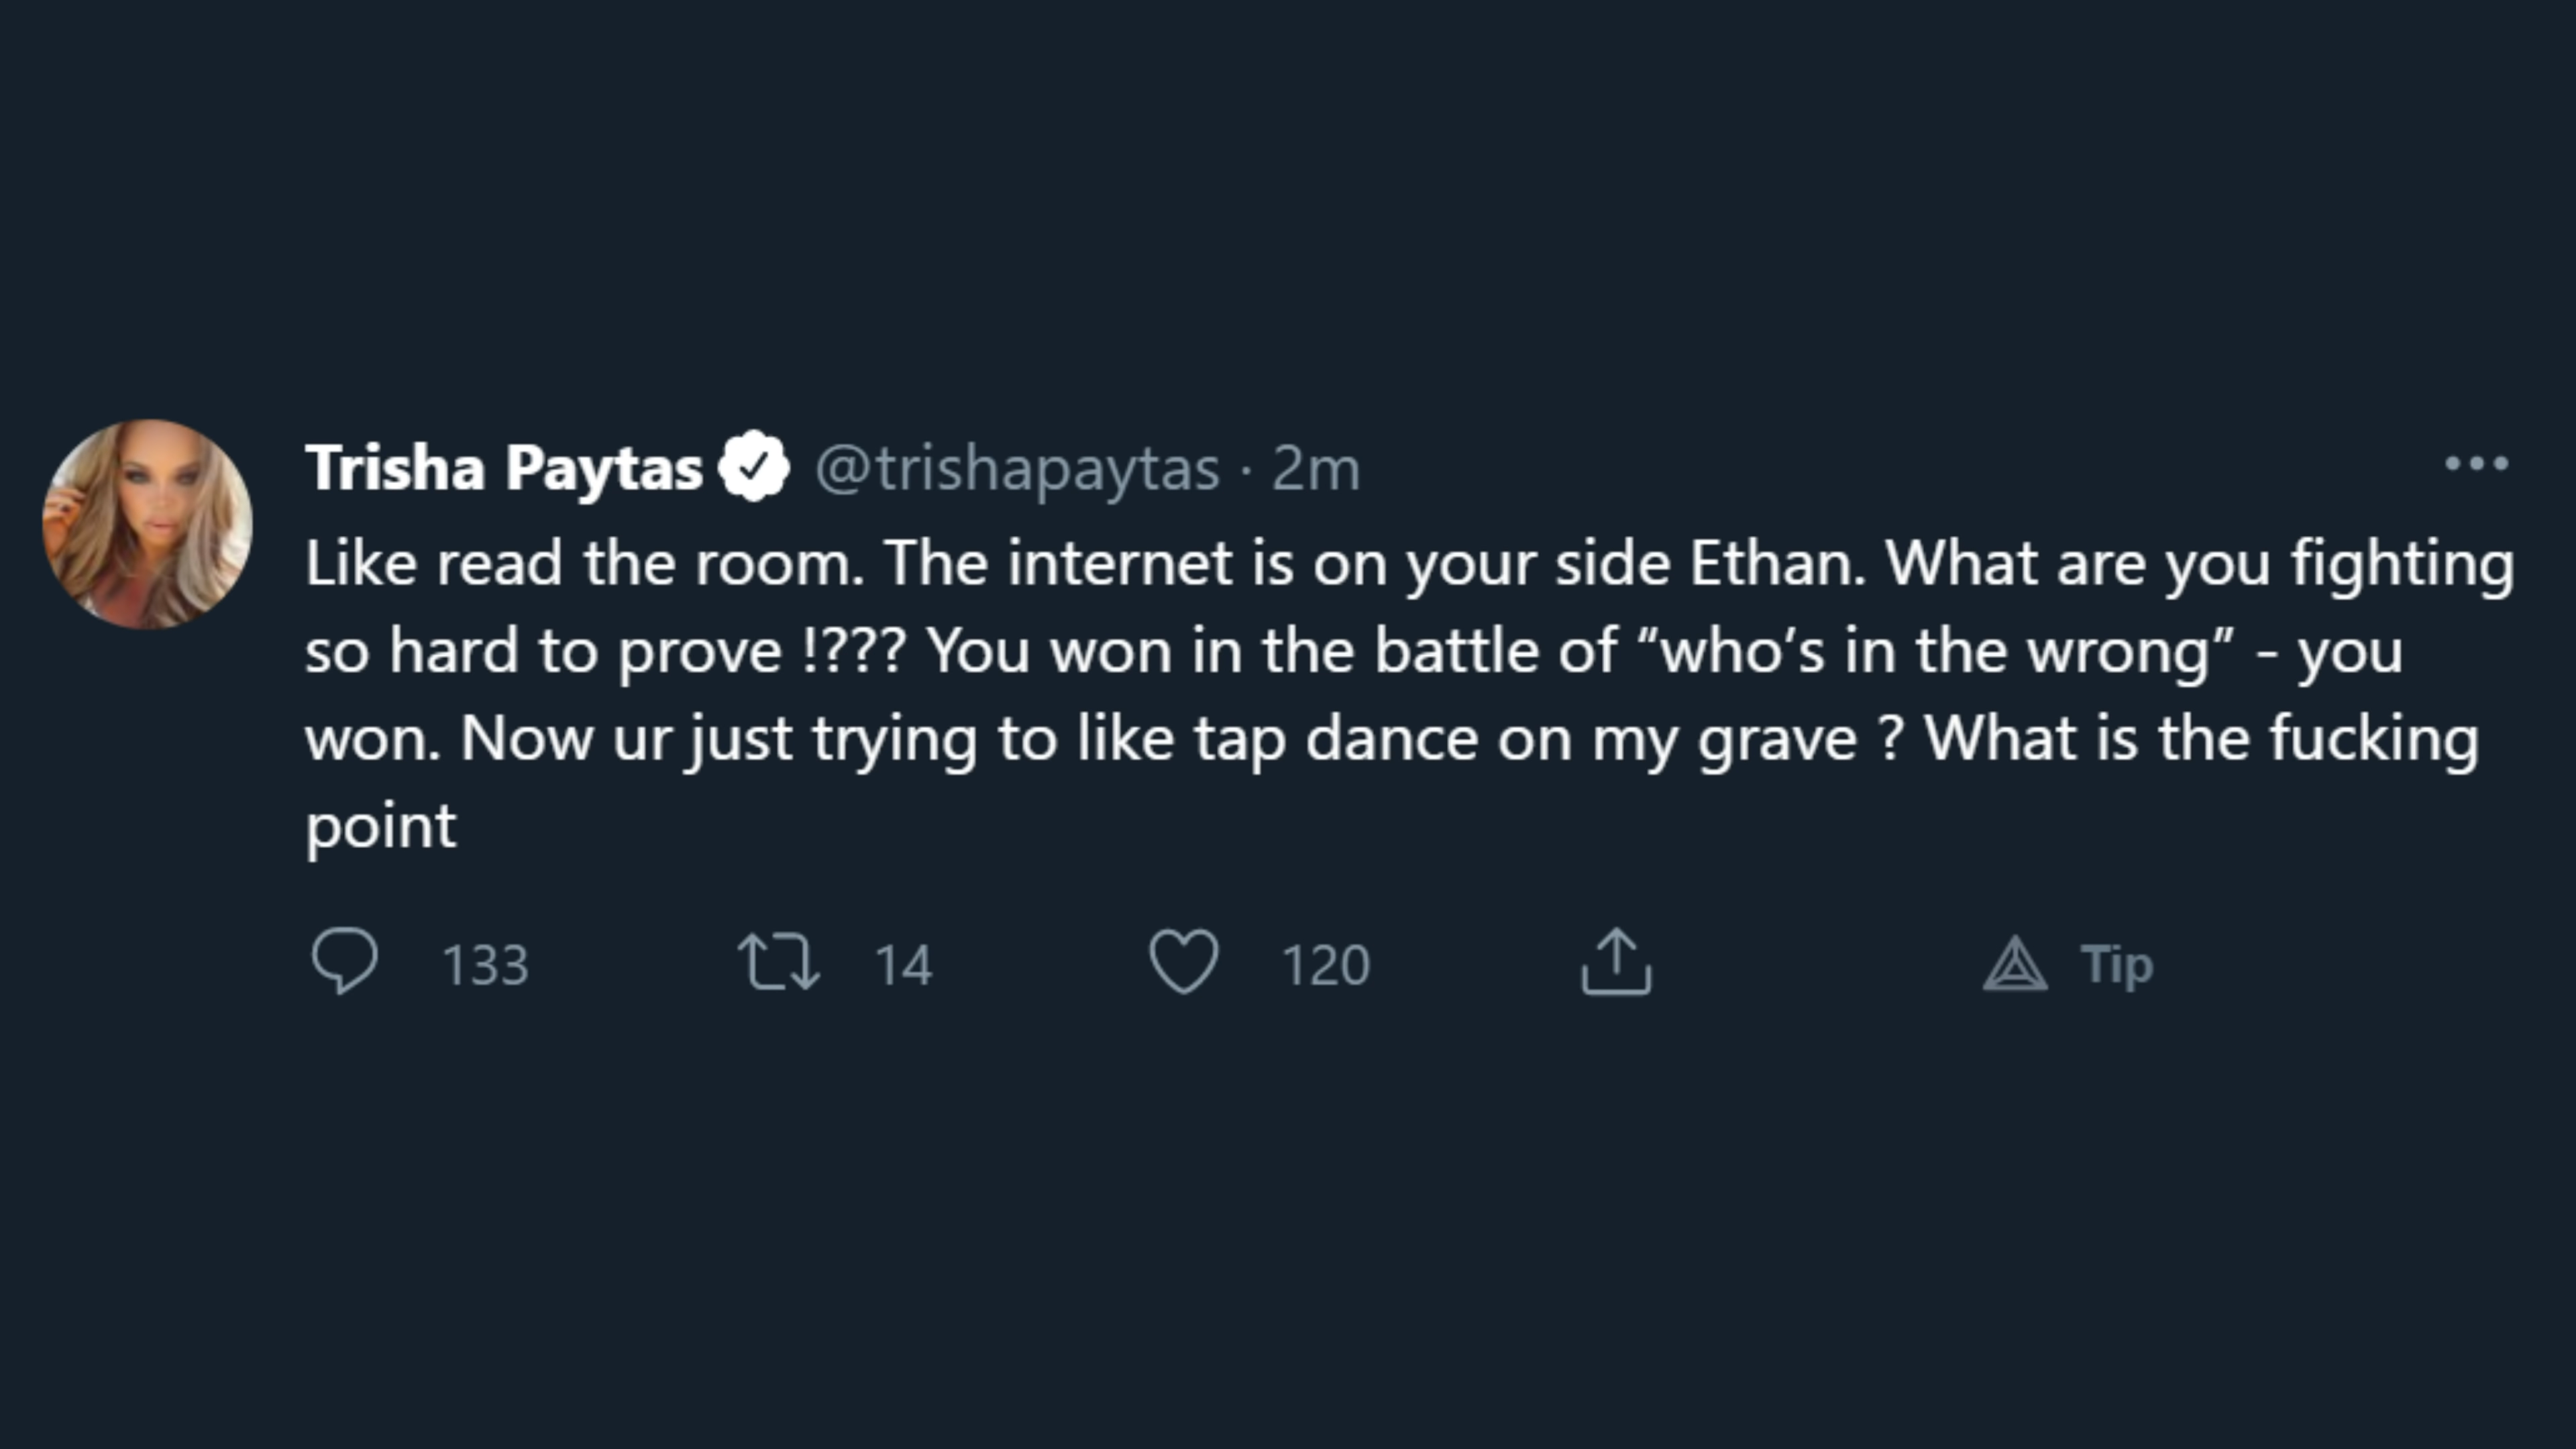 Trisha Paytas @trishapaytas · 2m
Like read the room. The internet is on your side Ethan. What are you fighting
so hard to prove !??? You won in the battle of “who’s in the wrong” - you
won. Now ur just trying to like tap dance on my grave ? What is the fucking
point
133 14 120 Tip